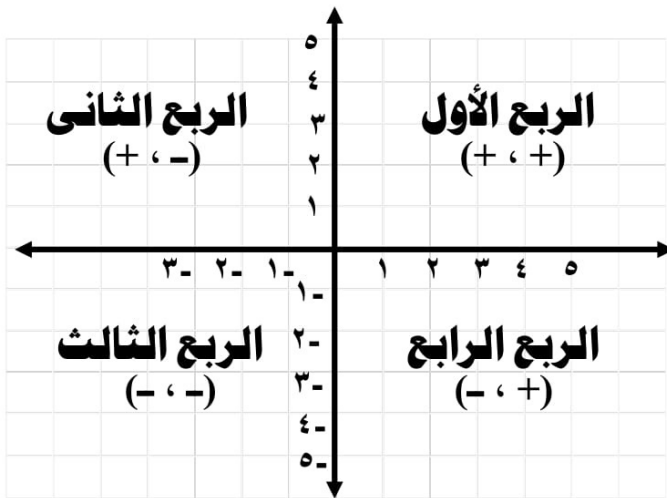 ٥
٤
٣
٢
١
الربع الأول
(+ ، +)
الربع الثانى
(– ، +)
-٣ -٢ -١ ١ ٢ ٣ ٤ ٥
-١
-٢
-٣
-٤
-٥
الربع الرابع
(+ ، –)
الربع الثالث
(– ، –)